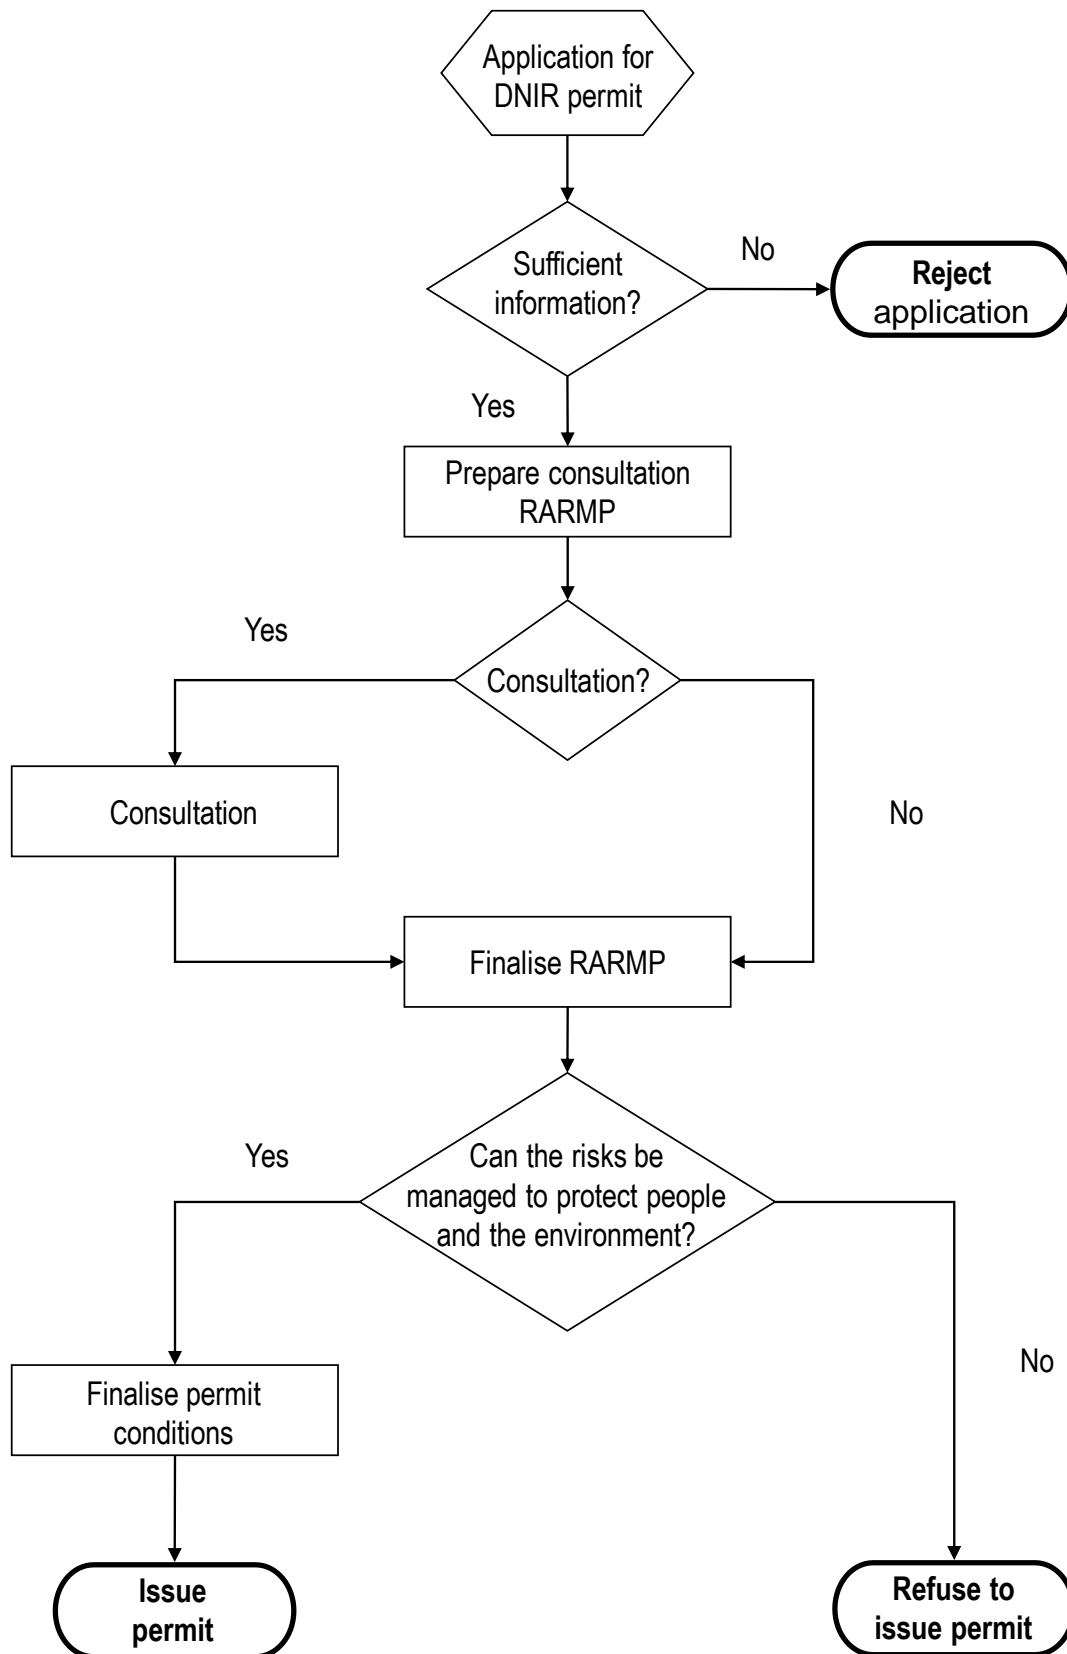 Application for
DNIR permit
Sufficient
information?
No
Reject
application
Yes
Prepare consultation
RARMP
Yes
Consultation?
Consultation
No
Finalise RARMP
Yes
Can the risks be
managed to protect people
and the environment?
No
Finalise permit
conditions
Issue
permit
Refuse to
issue permit